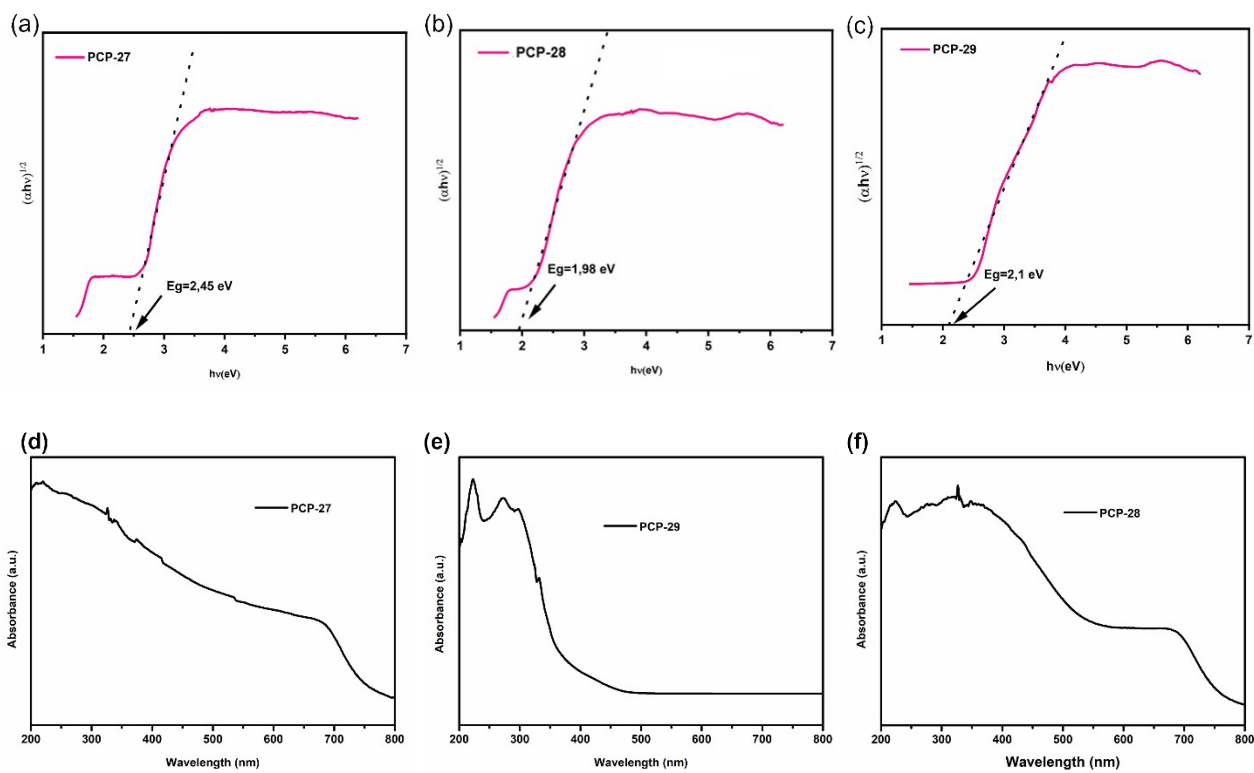 (a)
PCP-27
(αhν)1/2
Eg=2,45 eV
1 2 3 4 5 6 7
hν(eV)
(b)
PCP-28
(αhν)1/2
Eg=1,98 eV
1 2 3 4 5 6 7
hν(eV)
(c)
PCP-29
(αhν)1/2
Eg=2,1 eV
1 2 3 4 5 6 7
hν(eV)
(d)
PCP-27
Absorbance (a.u.)
200 300 400 500 600 700 800
Wavelength (nm)
(e)
PCP-29
Absorbance (a.u.)
200 300 400 500 600 700 800
Wavelength (nm)
(f)
PCP-28
Absorbance (a.u.)
200 300 400 500 600 700 800
Wavelength (nm)